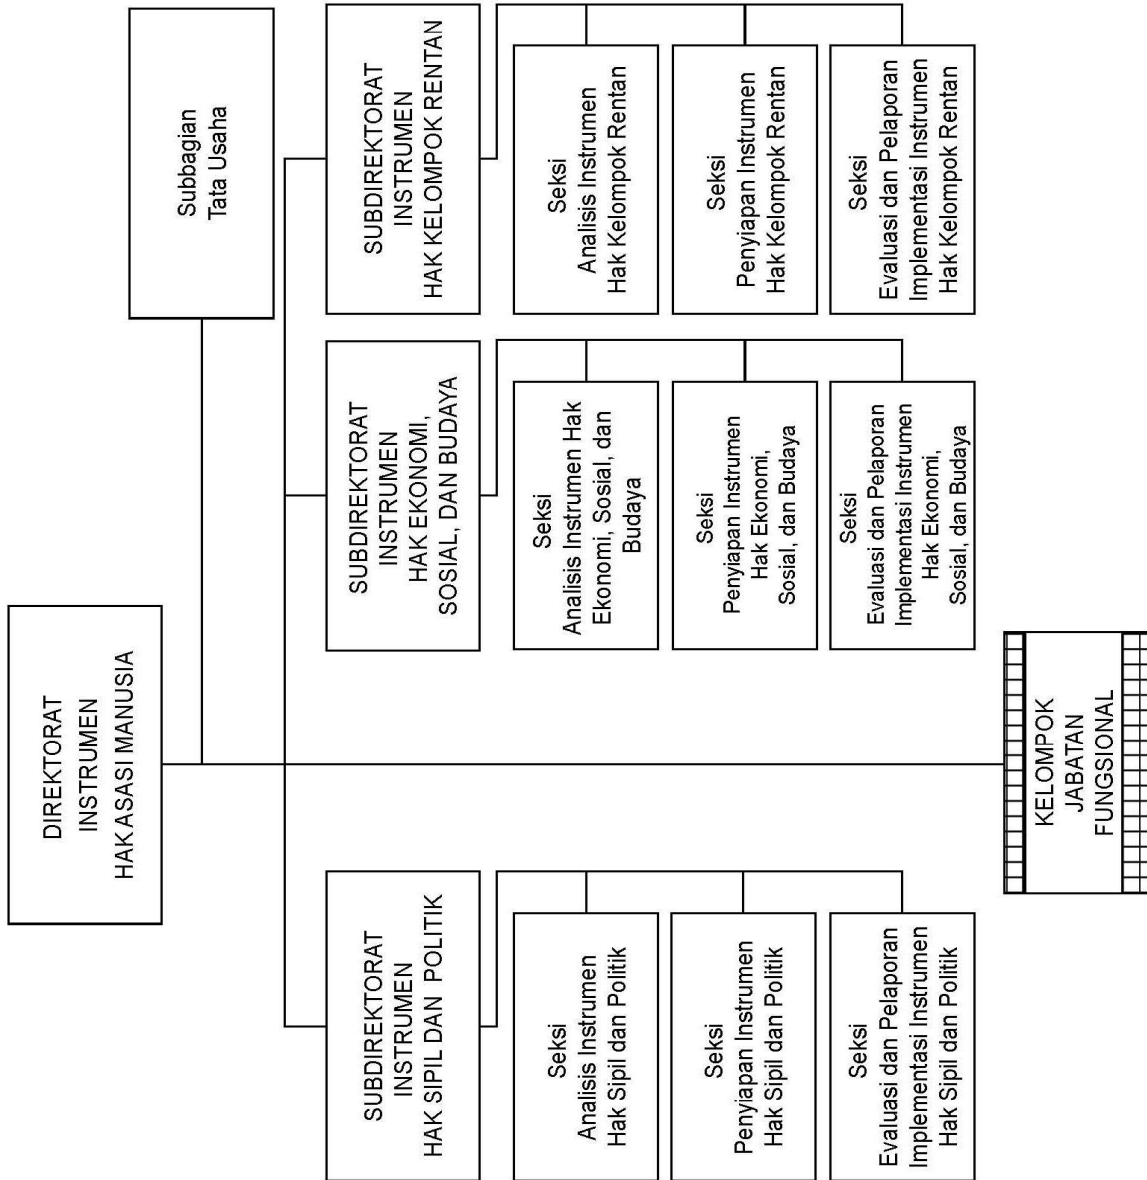 DIREKTORAT
INSTRUMEN
HAK ASASI MANUSIA
Subbagian
Tata Usaha
SUBDIREKTORAT
INSTRUMEN
HAK SIPIL DAN POLITIK
Seksi
Analisis Instrumen
Hak Sipil dan Politik
Seksi
Penyiapan Instrumen
Hak Sipil dan Politik
Seksi
Evaluasi dan Pelaporan
Implementasi Instrumen
Hak Sipil dan Politik
SUBDIREKTORAT
INSTRUMEN
HAK EKONOMI,
SOSIAL, DAN BUDAYA
Seksi
Analisis Instrumen Hak
Ekonomi, Sosial, dan
Budaya
Seksi
Penyiapan Instrumen
Hak Ekonomi,
Sosial, dan Budaya
Seksi
Evaluasi dan Pelaporan
Implementasi Instrumen
Hak Ekonomi,
Sosial, dan Budaya
SUBDIREKTORAT
INSTRUMEN
HAK KELOMPOK RENTAN
Seksi
Analisis Instrumen
Hak Kelompok Rentan
Seksi
Penyiapan Instrumen
Hak Kelompok Rentan
Seksi
Evaluasi dan Pelaporan
Implementasi Instrumen
Hak Kelompok Rentan
KELOMPOK
JABATAN
FUNGSIONAL